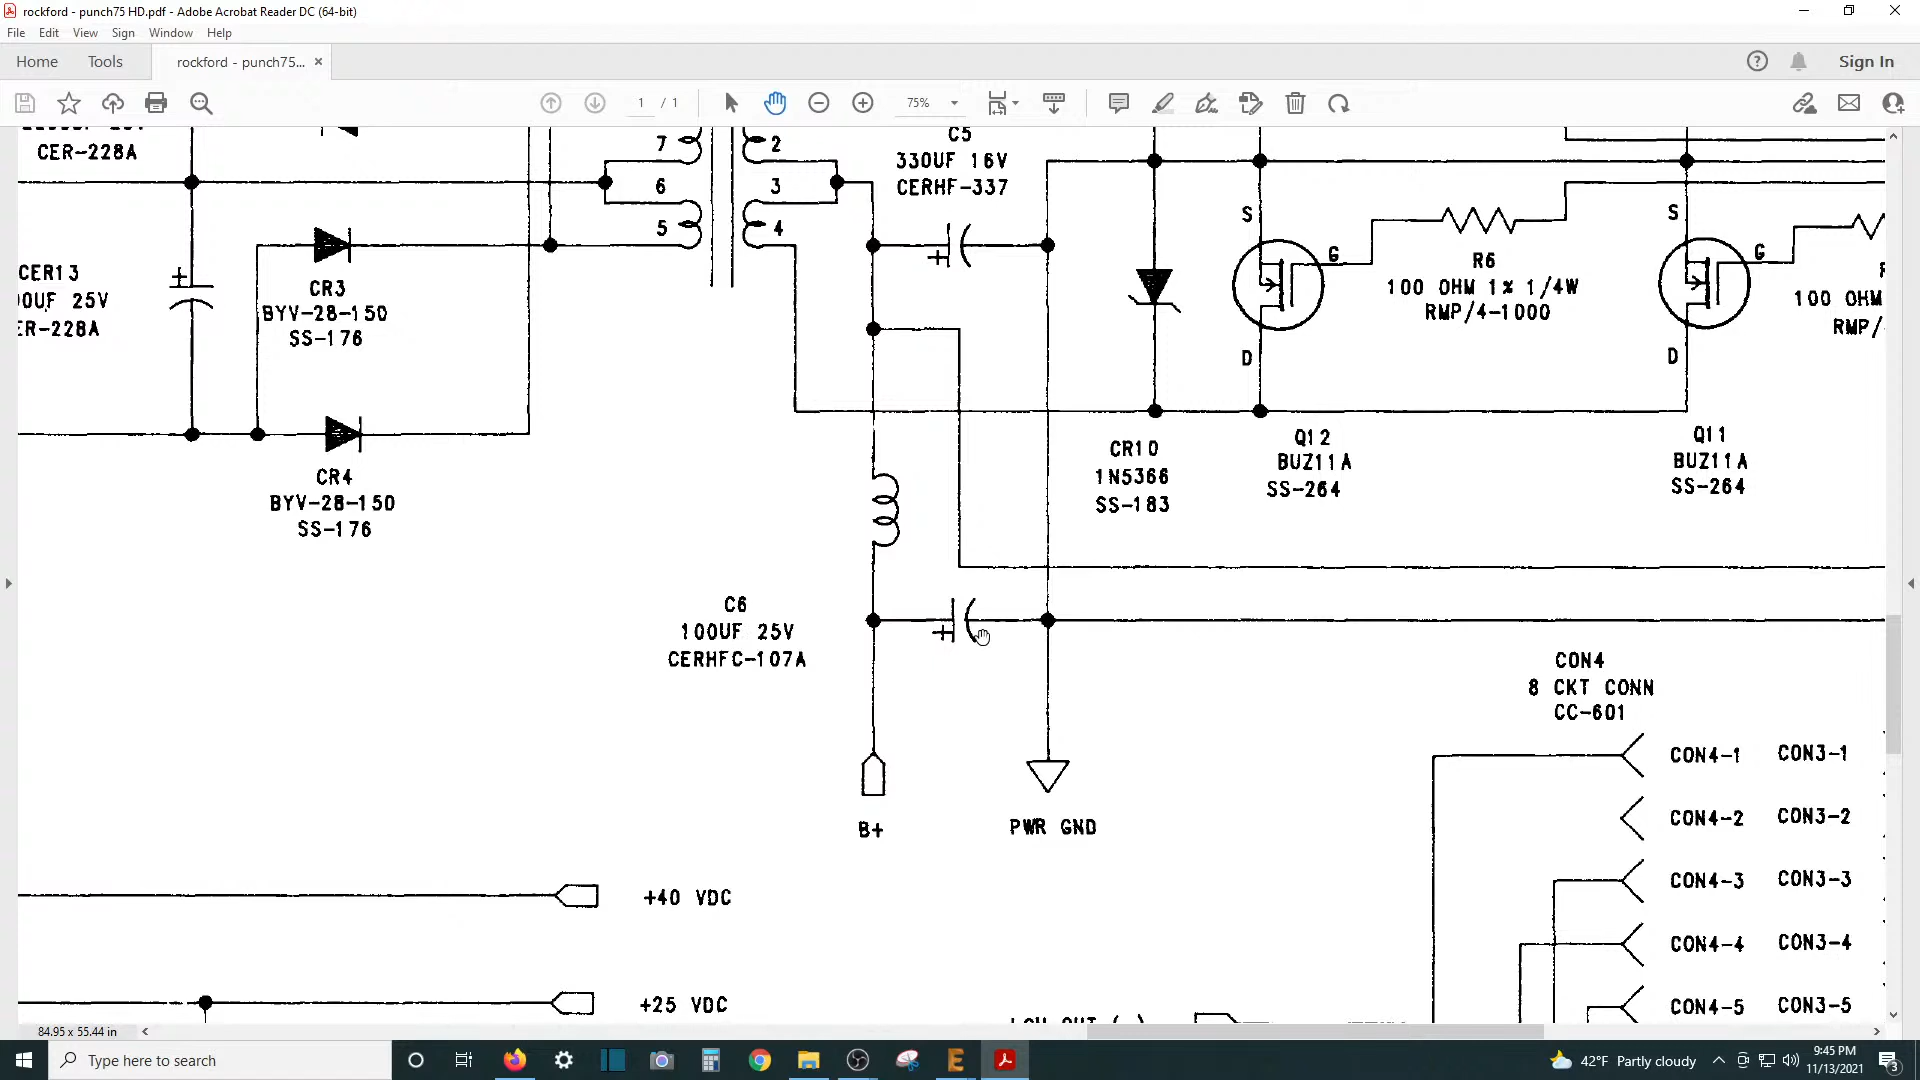 rockford - punch75 HD.pdf - Adobe Acrobat Reader DC (64-bit)
File Edit View Sign Window Help
Home Tools rockford - punch75... ×
Sign In
1 / 1
75%
CER-228A
7
6
5
2
3
4
C5
330UF 16V
CERHF-337
+
S
G
D
R6
100 OHM 1% 1/4W
RMP/4-1000
S
G
D
100 OHM
RMP/
CER13
00UF 25V
ER-228A
+
CR3
BYV-28-150
SS-176
CR4
BYV-28-150
SS-176
CR10
1N5366
SS-183
Q12
BUZ11A
SS-264
Q11
BUZ11A
SS-264
C6
100UF 25V
CERHFC-107A
+
CON4
8 CKT CONN
CC-601
CON4-1 CON3-1
CON4-2 CON3-2
CON4-3 CON3-3
CON4-4 CON3-4
CON4-5 CON3-5
B+
PWR GND
+40 VDC
+25 VDC
84.95 x 55.44 in
Type here to search
42°F Partly cloudy
9:45 PM
11/13/2021
3